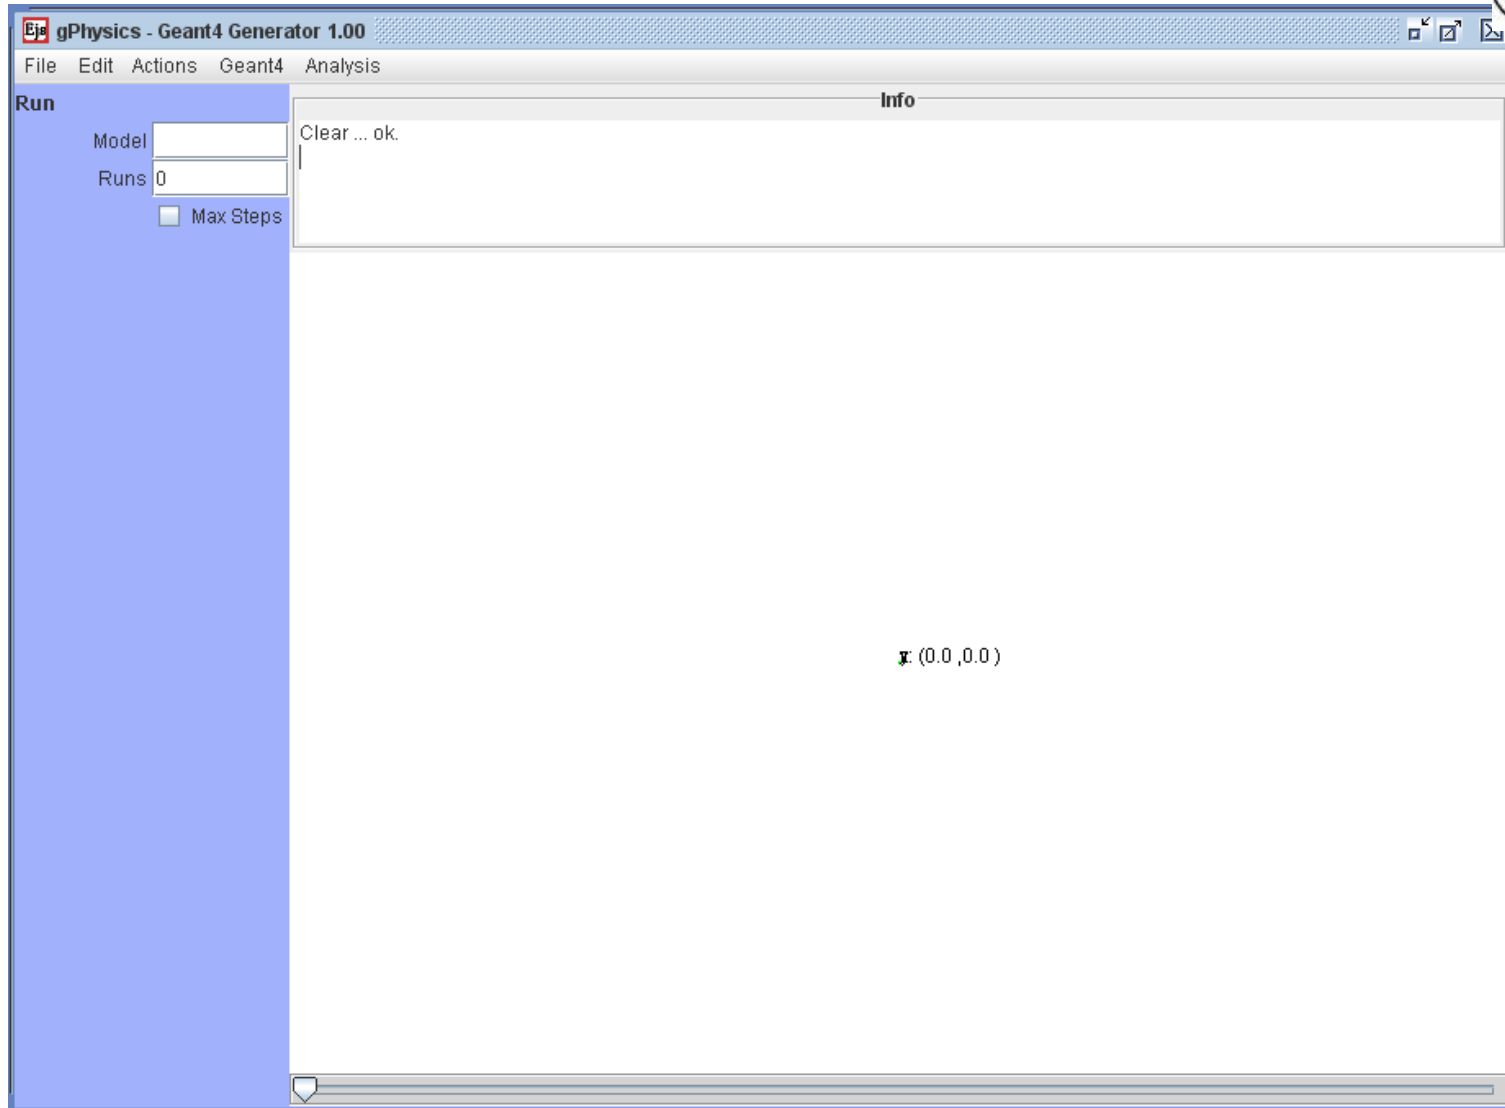 Ejs gPhysics - Geant4 Generator 1.00
File Edit Actions Geant4 Analysis
Run
Model
Runs 0
Max Steps
Info
Clear ... ok.
(0.0 ,0.0 )